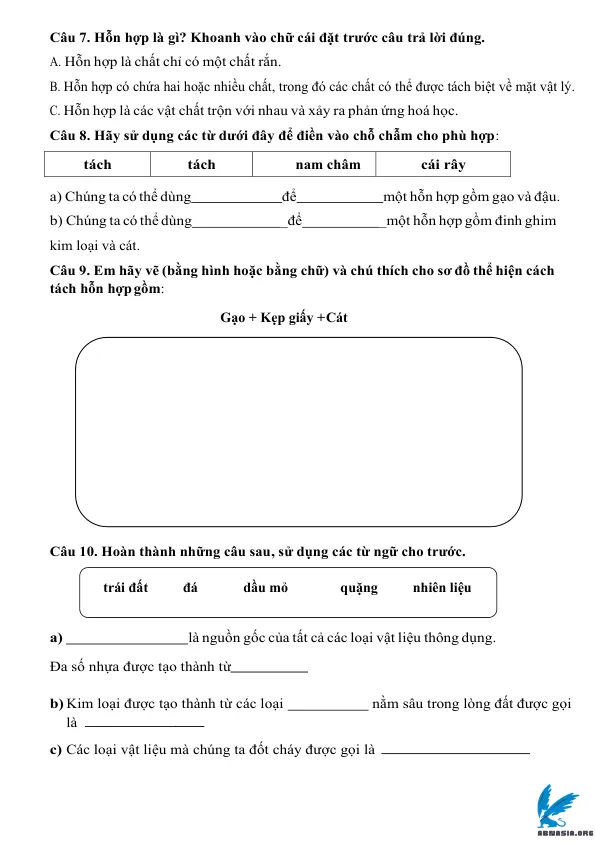 Câu 7. Hỗn hợp là gì? Khoanh vào chữ cái đặt trước câu trả lời đúng.
A. Hỗn hợp là chất chỉ có một chất rắn.
B. Hỗn hợp có chứa hai hoặc nhiều chất, trong đó các chất có thể được tách biệt về mặt vật lý.
C. Hỗn hợp là các vật chất trộn với nhau và xảy ra phản ứng hoá học.
Câu 8. Hãy sử dụng các từ dưới đây để điền vào chỗ chẫm cho phù hợp:
tách tách nam châm cái rây
a) Chúng ta có thể dùng____________để____________một hỗn hợp gồm gạo và đậu.
b) Chúng ta có thể dùng____________để____________một hỗn hợp gồm đinh ghim
kim loại và cát.
Câu 9. Em hãy vẽ (bằng hình hoặc bằng chữ) và chú thích cho sơ đồ thể hiện cách
tách hỗn hợp gồm:
Gạo + Kẹp giấy +Cát
Câu 10. Hoàn thành những câu sau, sử dụng các từ ngữ cho trước.
trái đất đá dầu mỏ quặng nhiên liệu
a) ________________là nguồn gốc của tất cả các loại vật liệu thông dụng.
Đa số nhựa được tạo thành từ___________
b) Kim loại được tạo thành từ các loại ___________ nằm sâu trong lòng đất được gọi
là ________________
c) Các loại vật liệu mà chúng ta đốt cháy được gọi là ____________________
ABNASIA.ORG